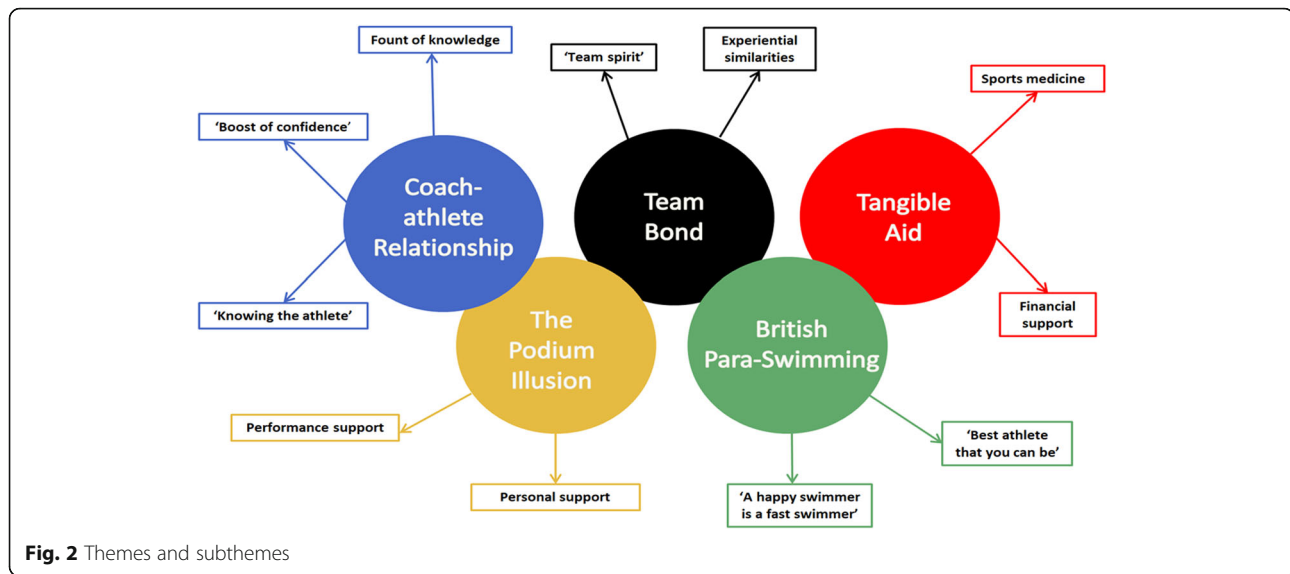 Fount of knowledge
'Team spirit'
Experiential
similarities
Sports medicine
'Boost of confidence'
Coach-
athlete
Relationship
Team
Bond
Tangible
Aid
'Knowing the athlete'
Financial
support
The
Podium
Illusion
British
Para-Swimming
Performance support
Personal support
'Best athlete
that you can be'
'A happy swimmer
is a fast swimmer'
Fig. 2 Themes and subthemes